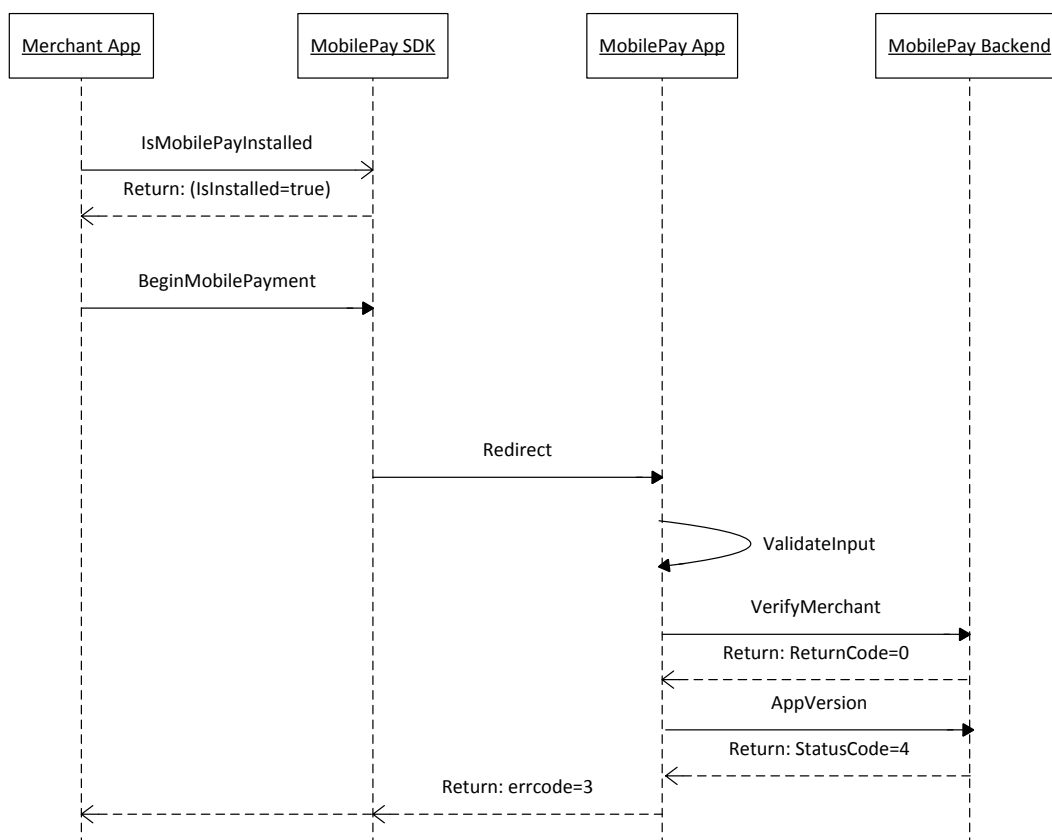 Merchant App
MobilePay SDK
MobilePay App
MobilePay Backend
IsMobilePayInstalled
Return: (IsInstalled=true)
BeginMobilePayment
Redirect
ValidateInput
VerifyMerchant
Return: ReturnCode=0
AppVersion
Return: StatusCode=4
Return: errcode=3